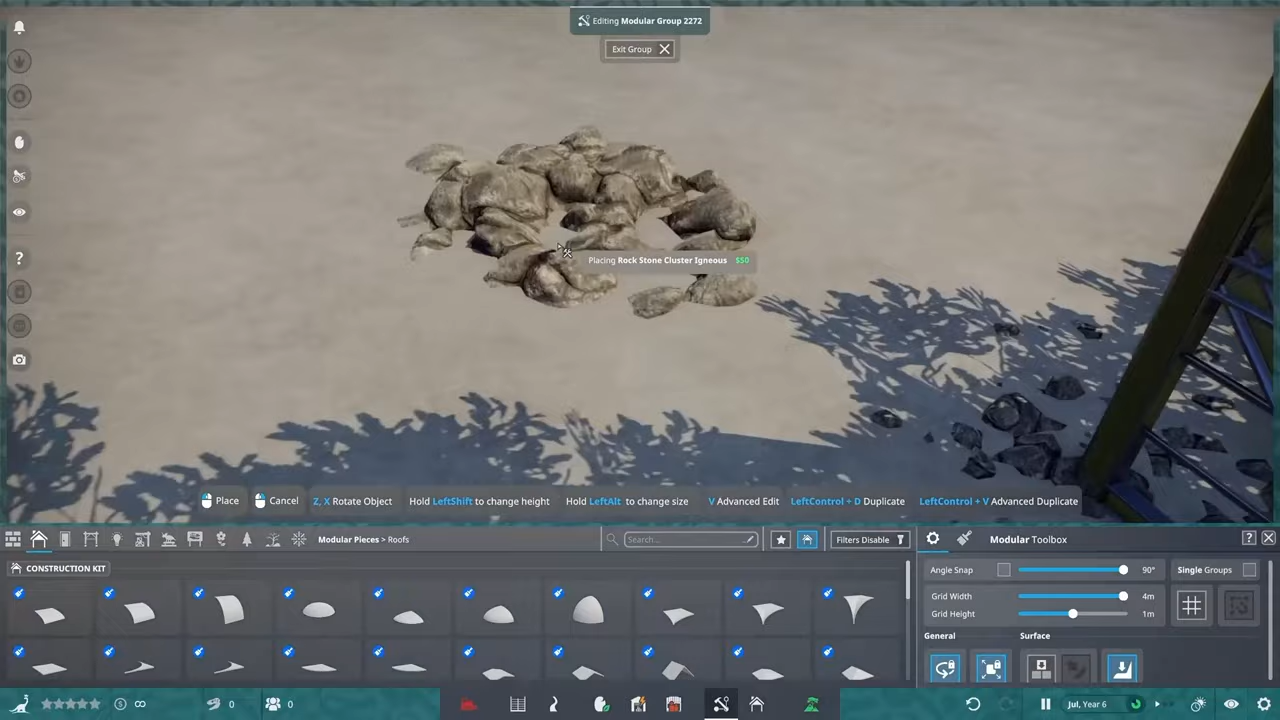 Editing Modular Group 2272
Exit Group
Placing Rock Stone Cluster Igneous $50
?
Place
Cancel
Z, X Rotate Object
Hold LeftShift to change height
Hold LeftAlt to change size
V Advanced Edit
LeftControl + D Duplicate
LeftControl + V Advanced Duplicate
Modular Pieces > Roofs
Search...
Filters Disable
Modular Toolbox
?
CONSTRUCTION KIT
Angle Snap
90°
Single Groups
Grid Width
4m
Grid Height
1m
General
Surface
∞
0
0
Jul, Year 6